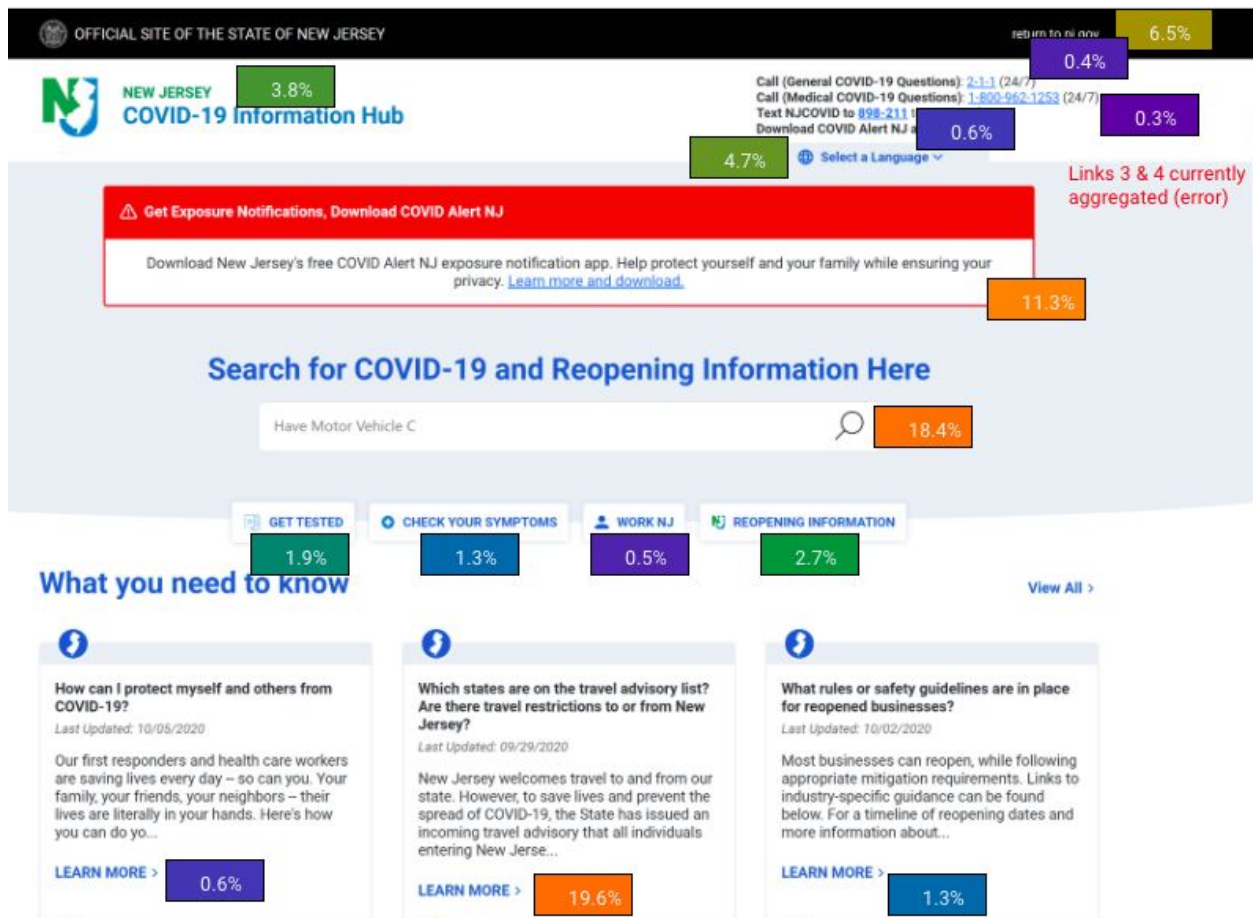 OFFICIAL SITE OF THE STATE OF NEW JERSEY
return to nj.gov
6.5%
0.4%
NEW JERSEY
3.8%
COVID-19 Information Hub
Call (General COVID-19 Questions): 2-1-1 (24/7)
Call (Medical COVID-19 Questions): 1-800-962-1253 (24/7)
Text NJCOVID to 898-211
Download COVID Alert NJ
0.6%
0.3%
4.7%
Select a Language
Links 3 & 4 currently
aggregated (error)
Get Exposure Notifications, Download COVID Alert NJ
Download New Jersey's free COVID Alert NJ exposure notification app. Help protect yourself and your family while ensuring your
privacy. Learn more and download.
11.3%
Search for COVID-19 and Reopening Information Here
Have Motor Vehicle C
18.4%
GET TESTED
CHECK YOUR SYMPTOMS
WORK NJ
REOPENING INFORMATION
1.9%
1.3%
0.5%
2.7%
What you need to know
View All >
How can I protect myself and others from
COVID-19?
Last Updated: 10/05/2020
Our first responders and health care workers
are saving lives every day – so can you. Your
family, your friends, your neighbors – their
lives are literally in your hands. Here's how
you can do yo...
LEARN MORE >
0.6%
Which states are on the travel advisory list?
Are there travel restrictions to or from New
Jersey?
Last Updated: 09/29/2020
New Jersey welcomes travel to and from our
state. However, to save lives and prevent the
spread of COVID-19, the State has issued an
incoming travel advisory that all individuals
entering New Jerse...
LEARN MORE >
19.6%
What rules or safety guidelines are in place
for reopened businesses?
Last Updated: 10/02/2020
Most businesses can reopen, while following
appropriate mitigation requirements. Links to
industry-specific guidance can be found
below. For a timeline of reopening dates and
more information about...
LEARN MORE >
1.3%